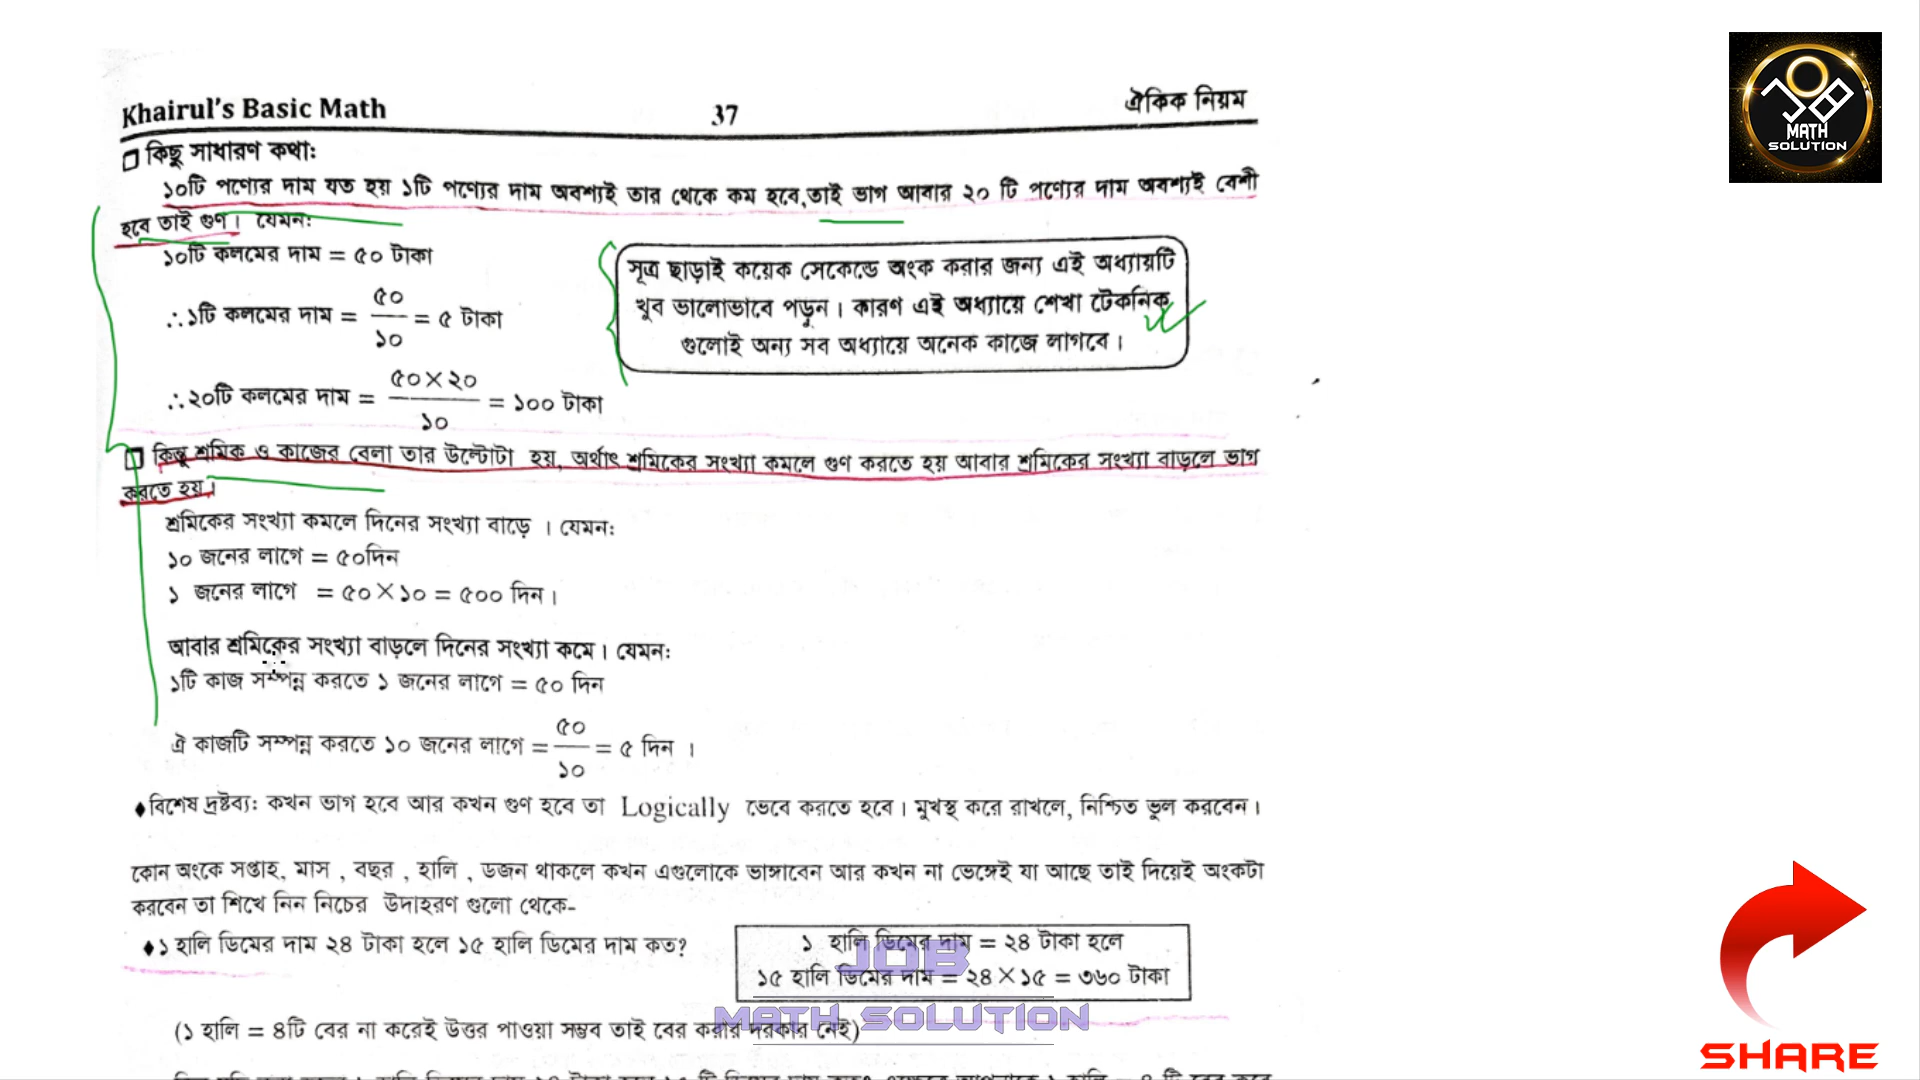 Khairul's Basic Math 37 ঐকিক নিয়ম
MATH
SOLUTION
❑ কিছু সাধারণ কথা:
১০টি পণ্যের দাম যত হয় ১টি পণ্যের দাম অবশ্যই তার থেকে কম হবে,তাই ভাগ আবার ২০ টি পণ্যের দাম অবশ্যই বেশী
হবে তাই গুণ। যেমন:
১০টি কলমের দাম = ৫০ টাকা
∴১টি কলমের দাম = ৫০/১০ = ৫ টাকা
∴২০টি কলমের দাম = ৫০×২০/১০ = ১০০ টাকা
সূত্র ছাড়াই কয়েক সেকেন্ডে অংক করার জন্য এই অধ্যায়টি
খুব ভালোভাবে পড়ুন। কারণ এই অধ্যায়ে শেখা টেকনিক
গুলোই অন্য সব অধ্যায়ে অনেক কাজে লাগবে।
❑ কিন্তু শ্রমিক ও কাজের বেলা তার উল্টোটা হয়, অর্থাৎ শ্রমিকের সংখ্যা কমলে গুণ করতে হয় আবার শ্রমিকের সংখ্যা বাড়লে ভাগ
করতে হয়।
শ্রমিকের সংখ্যা কমলে দিনের সংখ্যা বাড়ে । যেমন:
১০ জনের লাগে = ৫০দিন
১ জনের লাগে = ৫০×১০ = ৫০০ দিন।
আবার শ্রমিকের সংখ্যা বাড়লে দিনের সংখ্যা কমে। যেমন:
১টি কাজ সম্পন্ন করতে ১ জনের লাগে = ৫০ দিন
ঐ কাজটি সম্পন্ন করতে ১০ জনের লাগে = ৫০/১০ = ৫ দিন ।
♦বিশেষ দ্রষ্টব্য: কখন ভাগ হবে আর কখন গুণ হবে তা Logically ভেবে করতে হবে। মুখস্থ করে রাখলে, নিশ্চিত ভুল করবেন।
কোন অংকে সপ্তাহ, মাস , বছর , হালি , ডজন থাকলে কখন এগুলোকে ভাঙ্গাবেন আর কখন না ভেঙ্গেই যা আছে তাই দিয়েই অংকটা
করবেন তা শিখে নিন নিচের উদাহরণ গুলো থেকে-
♦১ হালি ডিমের দাম ২৪ টাকা হলে ১৫ হালি ডিমের দাম কত?
১ হালি ডিমের দাম = ২৪ টাকা হলে
১৫ হালি ডিমের দাম = ২৪×১৫ = ৩৬০ টাকা
JOB
MATH SOLUTION
(১ হালি = ৪টি বের না করেই উত্তর পাওয়া সম্ভব তাই বের করার দরকার নেই)
SHARE